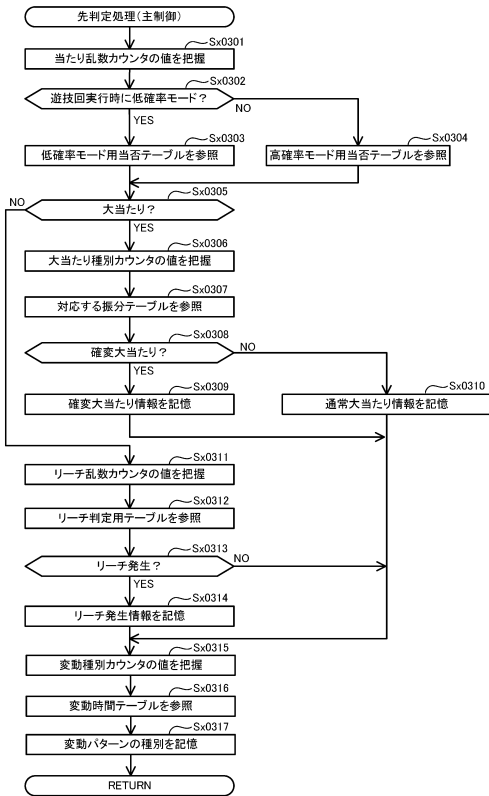 先判定処理(主制御)
Sx0301
当たり乱数カウンタの値を把握
Sx0302
遊技回実行時に低確率モード?
NO
YES
Sx0303
低確率モード用当否テーブルを参照
Sx0304
高確率モード用当否テーブルを参照
Sx0305
NO
大当たり?
YES
Sx0306
大当たり種別カウンタの値を把握
Sx0307
対応する振分テーブルを参照
Sx0308
確変大当たり?
NO
YES
Sx0309
確変大当たり情報を記憶
Sx0310
通常大当たり情報を記憶
Sx0311
リーチ乱数カウンタの値を把握
Sx0312
リーチ判定用テーブルを参照
Sx0313
リーチ発生?
NO
YES
Sx0314
リーチ発生情報を記憶
Sx0315
変動種別カウンタの値を把握
Sx0316
変動時間テーブルを参照
Sx0317
変動パターンの種別を記憶
RETURN